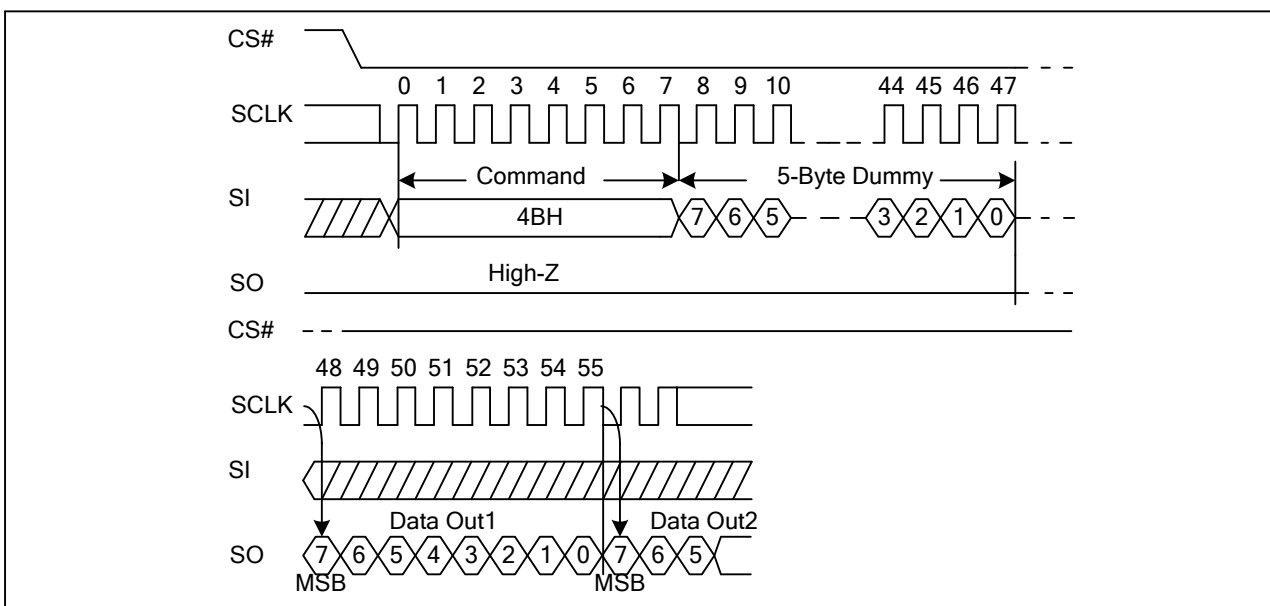 CS#
0 1 2 3 4 5 6 7 8 9 10 44 45 46 47
SCLK
Command 5-Byte Dummy
SI
4BH 7 6 5 3 2 1 0
High-Z
SO
CS#
48 49 50 51 52 53 54 55
SCLK
SI
Data Out1 Data Out2
SO 7 6 5 4 3 2 1 0 7 6 5
MSB MSB